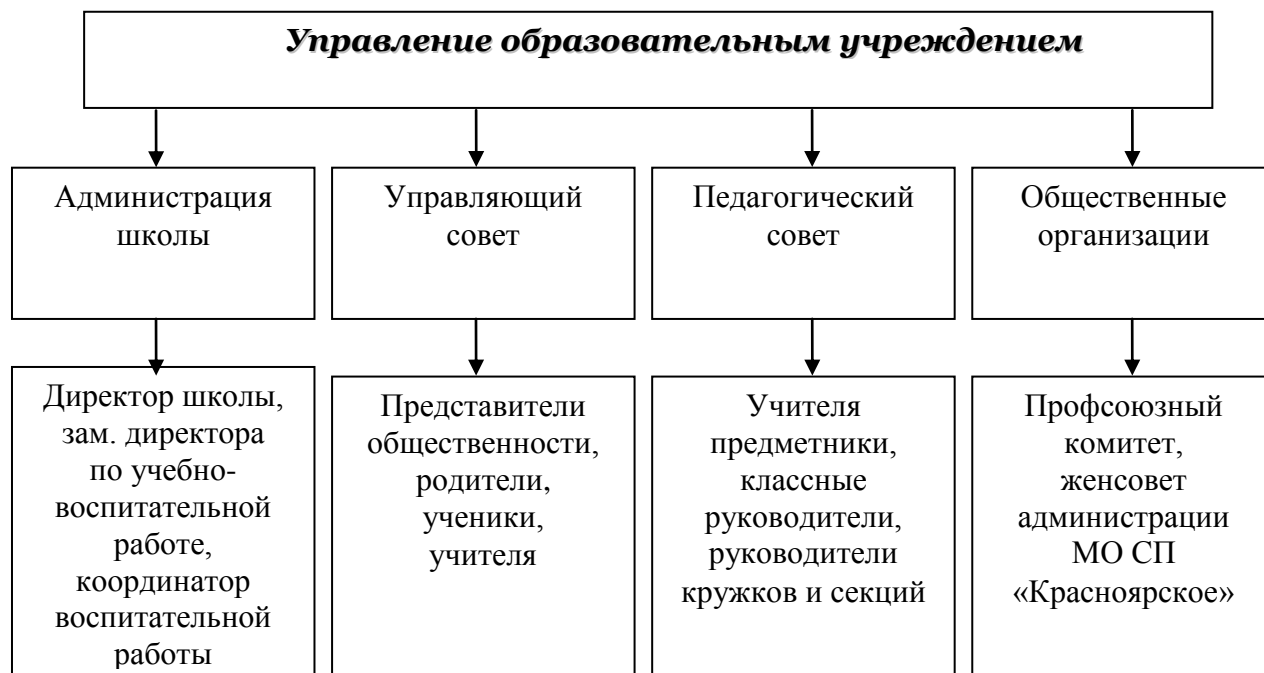 Управление образовательным учреждением
Администрация
школы
Управляющий
совет
Педагогический
совет
Общественные
организации
Директор школы,
зам. директора
по учебно-
воспитательной
работе,
координатор
воспитательной
работы
Представители
общественности,
родители,
ученики,
учителя
Учителя
предметники,
классные
руководители,
руководители
кружков и секций
Профсоюзный
комитет,
женсовет
администрации
МО СП
«Красноярское»